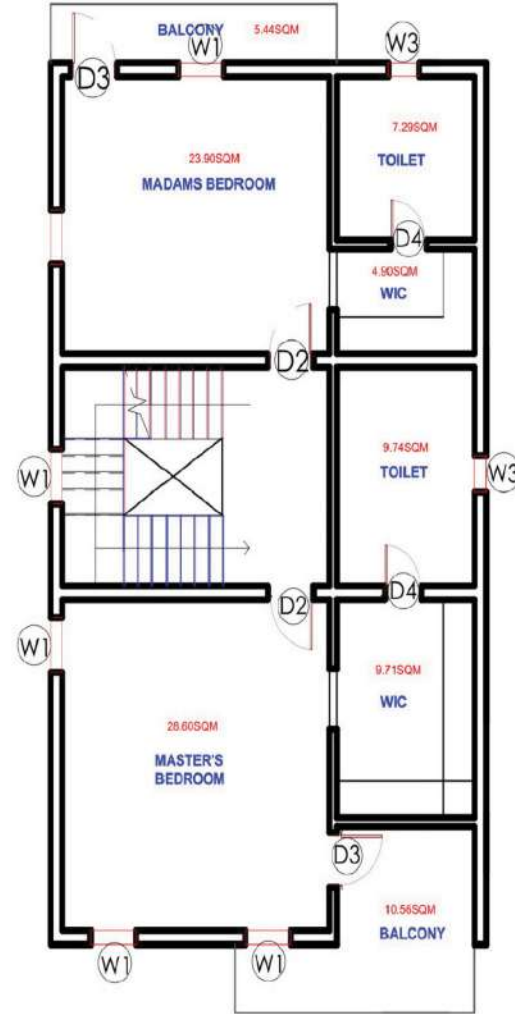 BALCONY 5.44SQM
W1
W3
D3
7.29SQM
TOILET
23.90SQM
MADAMS BEDROOM
D4
4.90SQM
WIC
D2
9.74SQM
TOILET
W1
W3
D2
D4
W1
9.71SQM
WIC
28.60SQM
MASTER'S
BEDROOM
D3
10.56SQM
BALCONY
W1
W1